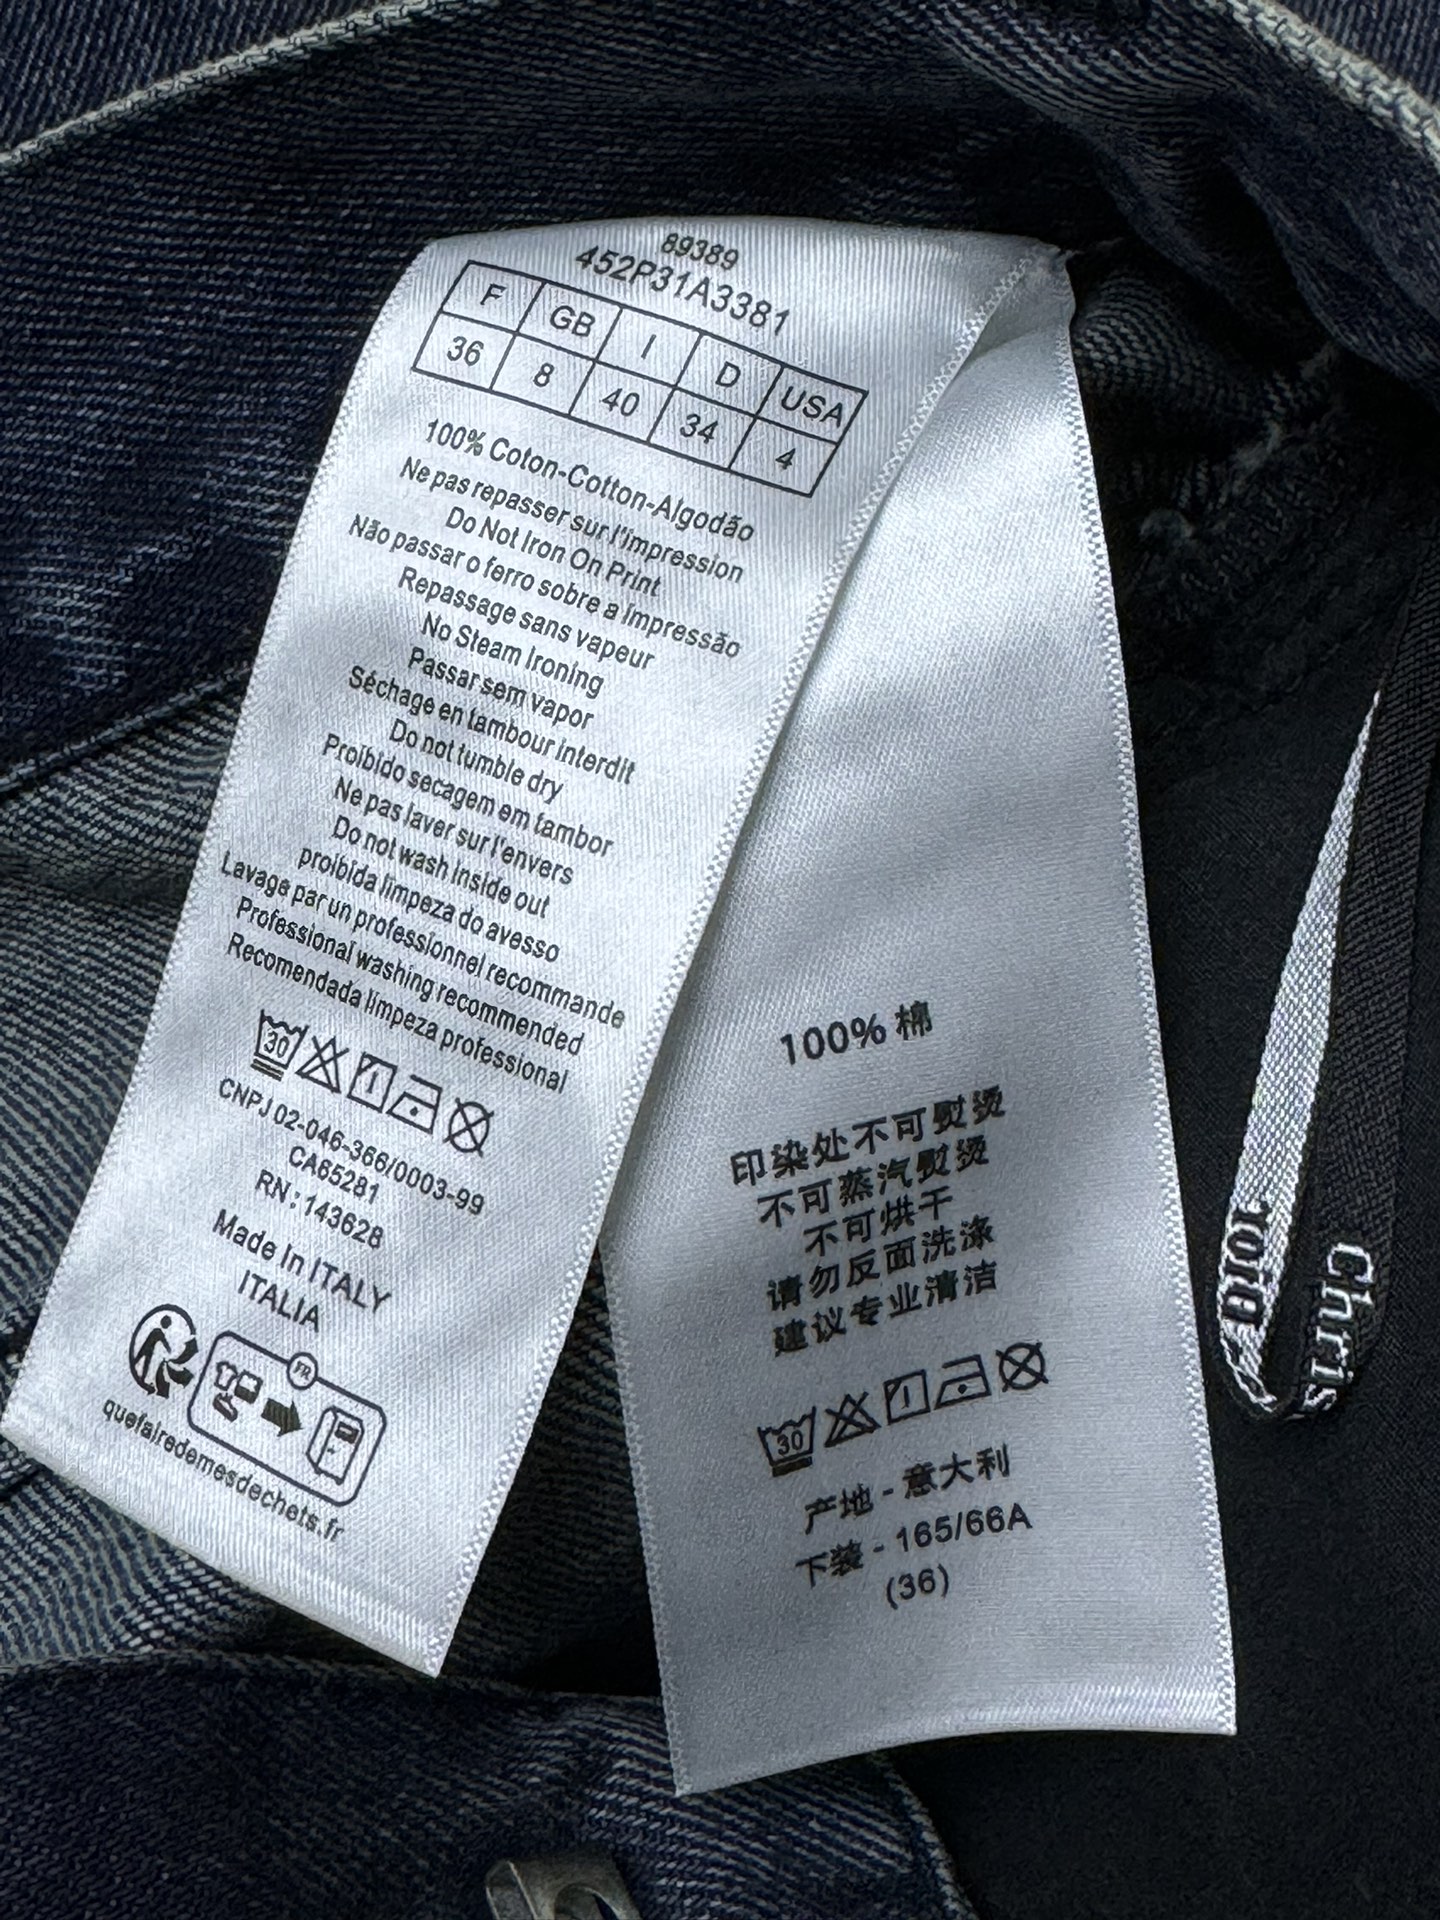 89389
452P31A3381
F GB I D USA
36 8 40 34 4
100% Coton-Cotton-Algodão
Ne pas repasser sur l'impression
Do Not Iron On Print
Não passar o ferro sobre a impressão
Repassage sans vapeur
No Steam Ironing
Passar sem vapor
Séchage en tambour interdit
Do not tumble dry
Proibido secagem em tambor
Ne pas laver sur l'envers
Do not wash inside out
proibida limpeza do avesso
Lavage par un professionnel recommande
Professional washing recommended
Recomendada limpeza professional
30
CNPJ 02-046-366/0003-99
CA65281
RN:143628
Made In ITALY
ITALIA
FR
quefairedemesdechets.fr
100% 棉
印染处不可熨烫
不可蒸汽熨烫
不可烘干
请勿反面洗涤
建议专业清洁
30
产地 - 意大利
下装 - 165/66A
(36)
Chris
Dior